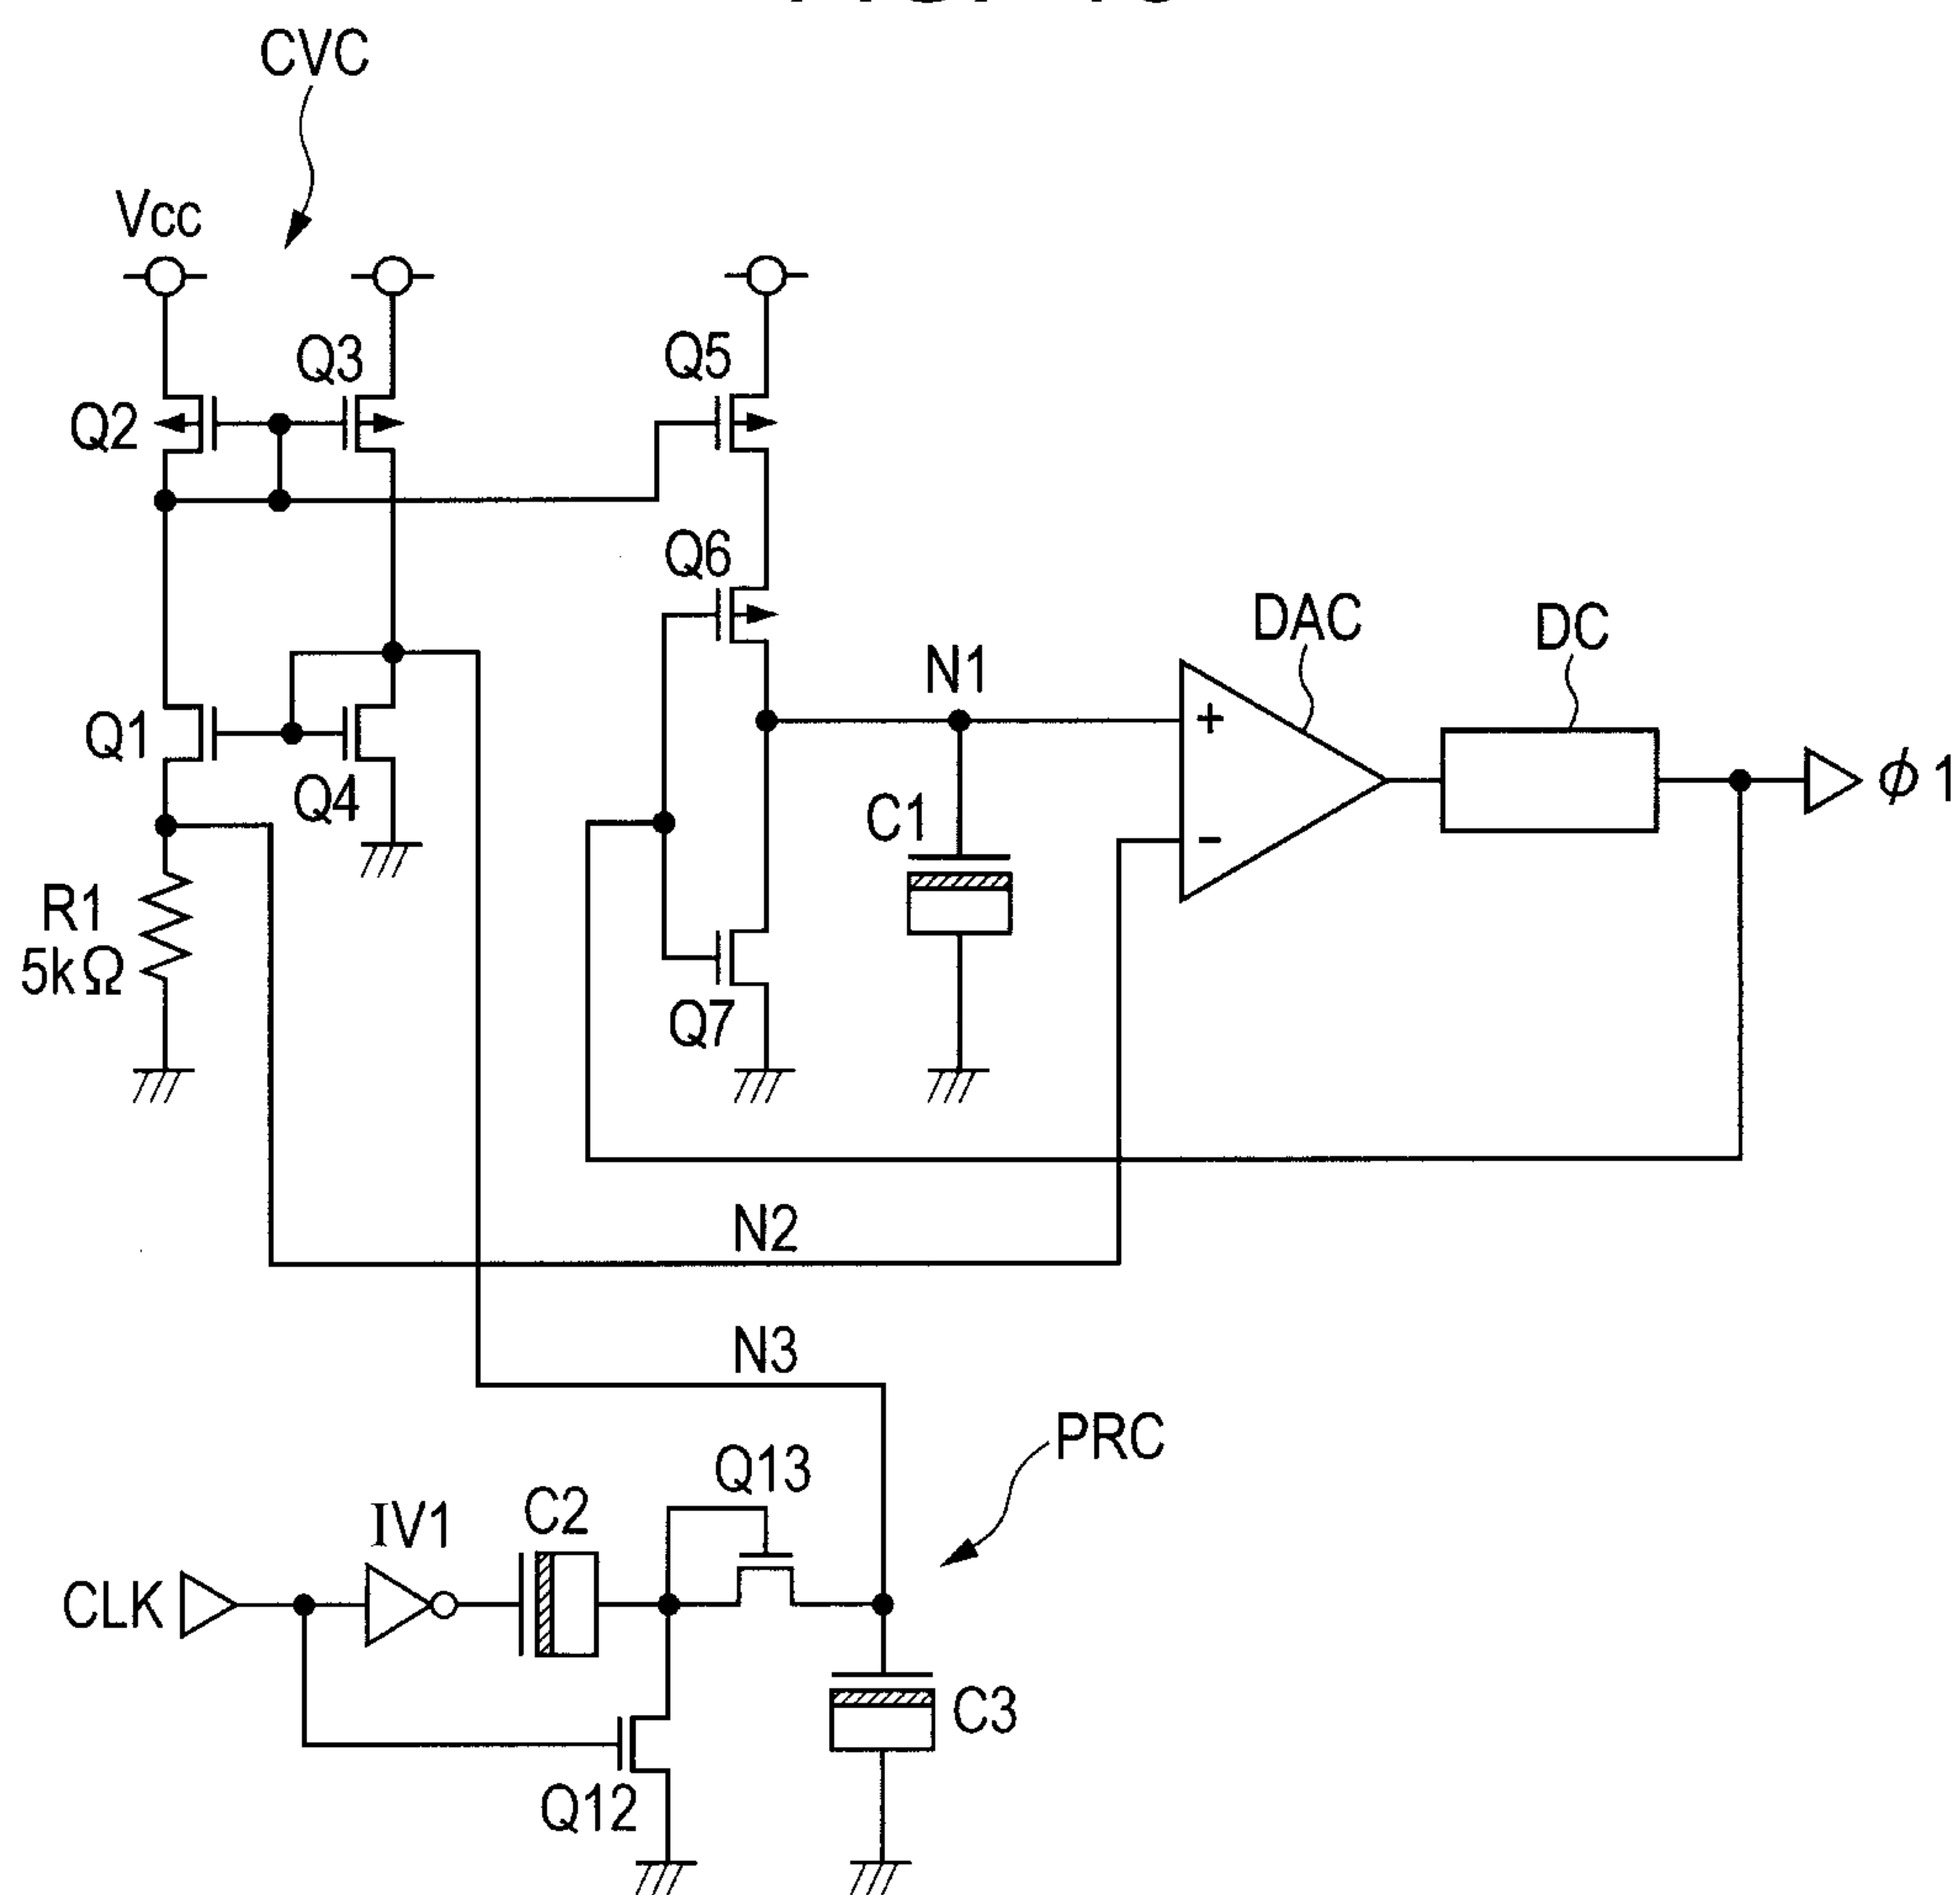 CVC
Vcc
Q3
Q2
Q5
Q6
N1
DAC
DC
Q1
Q4
+
-
C1
ϕ1
R1
5kΩ
Q7
N2
N3
PRC
Q13
C2
IV1
CLK
C3
Q12